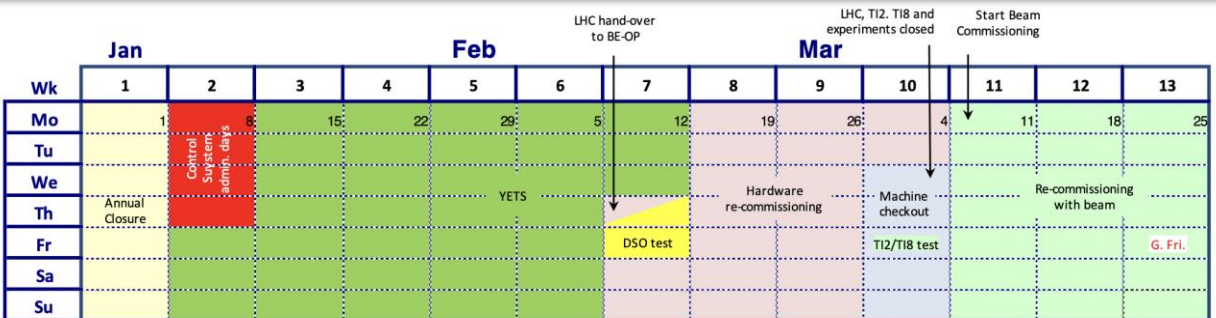 LHC hand-over
to BE-OP
LHC, TI2. TI8 and
experiments closed
Start Beam
Commissioning
Jan Feb Mar
Wk 1 2 3 4 5 6 7 8 9 10 11 12 13
Mo 1 8 15 22 29 5 12 19 26 4 11 18 25
Tu
We
Th
Fr
Sa
Su
Annual
Closure
Control
Suystem
admin. days
YETS
DSO test
Hardware
re-commissioning
Machine
checkout
TI2/TI8 test
Re-commissioning
with beam
G. Fri.